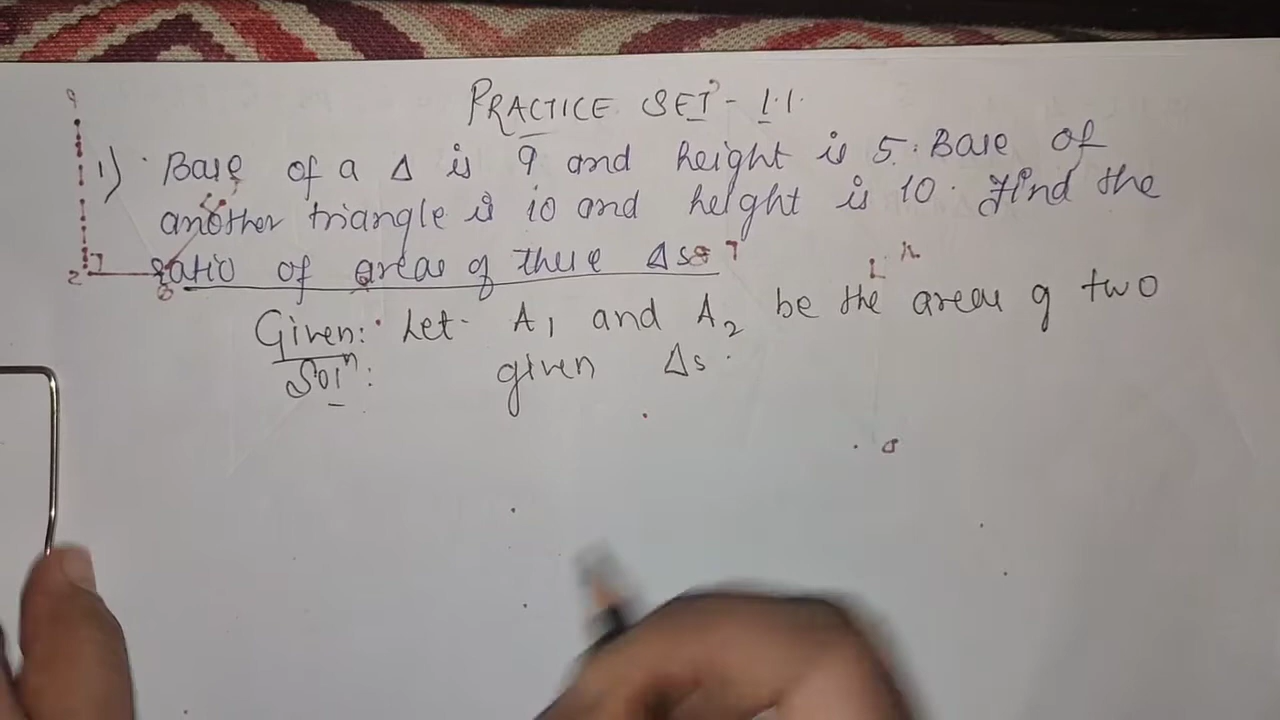 PRACTICE SET - 1.1.
1) Base of a Δ is 9 and height is 5. Base of
another triangle is 10 and height is 10. Find the
ratio of areas of these Δs
Given: Let A1 and A2 be the areas of two
Solⁿ: given Δs.